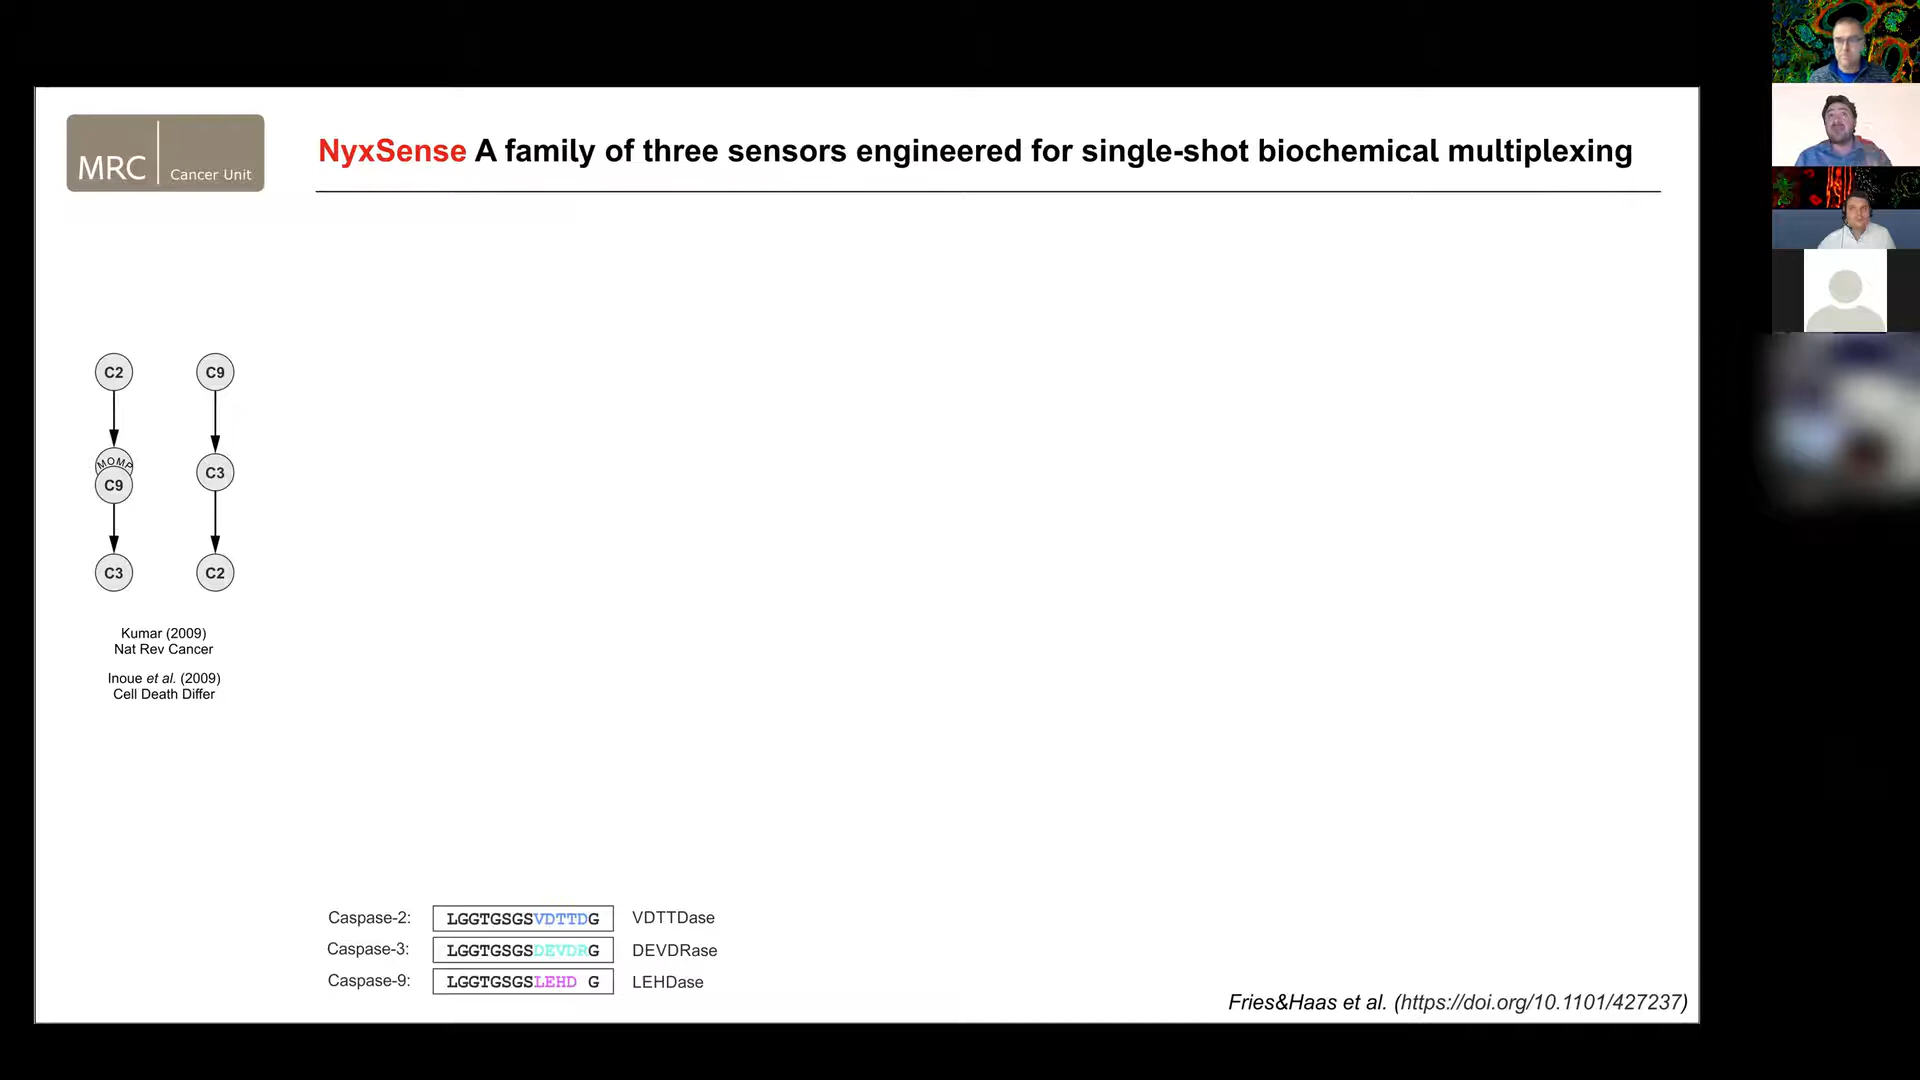 MRC Cancer Unit
NyxSense A family of three sensors engineered for single-shot biochemical multiplexing
C2 C9
MOMP
C9 C3
C3 C2
Kumar (2009)
Nat Rev Cancer
Inoue et al. (2009)
Cell Death Differ
Caspase-2: LGGTGSGSVDTTDG VDTTDase
Caspase-3: LGGTGSGSDEVDRG DEVDRase
Caspase-9: LGGTGSGSLEHD G LEHDase
Fries&Haas et al. (https://doi.org/10.1101/427237)